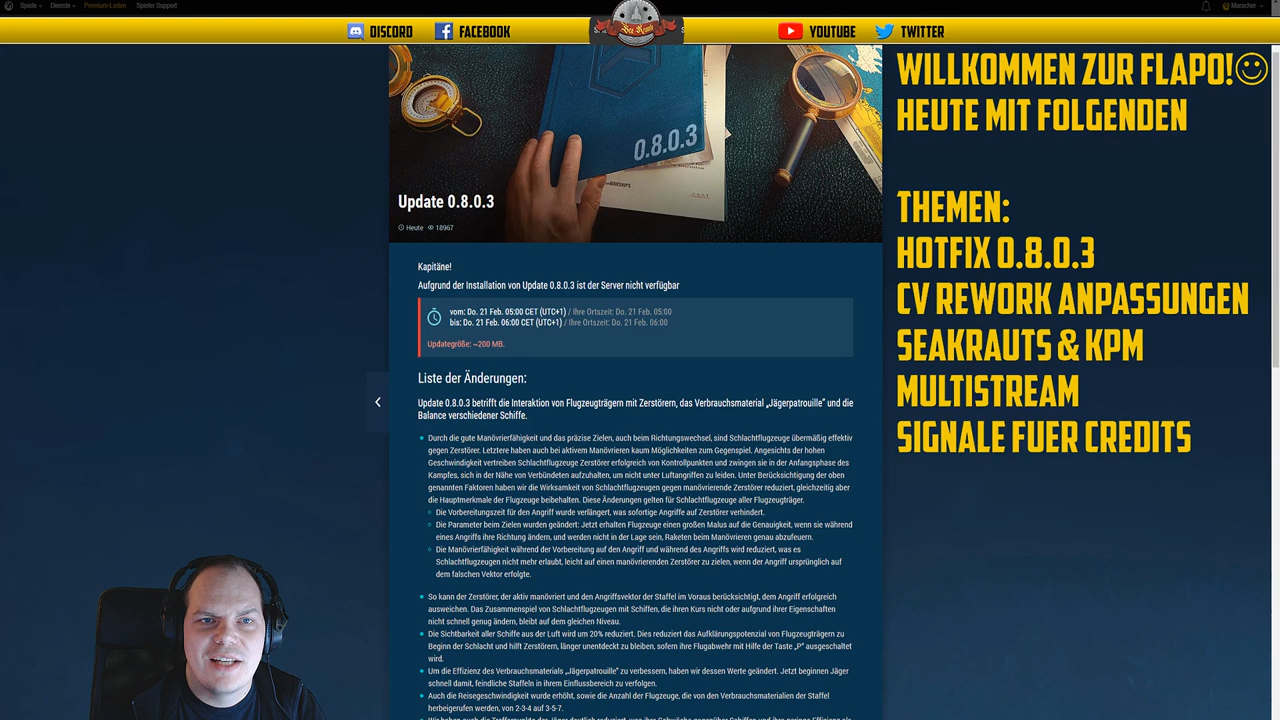 Spiele
Dienste
Premium-Laden
Spieler Support
Maracher
DISCORD
FACEBOOK
Sea Krauts
YOUTUBE
TWITTER
0.8.0.3
Update 0.8.0.3
Heute 18967
Kapitäne!
Aufgrund der Installation von Update 0.8.0.3 ist der Server nicht verfügbar
vom: Do. 21 Feb. 05:00 CET (UTC+1) / Ihre Ortszeit: Do. 21 Feb. 05:00
bis: Do. 21 Feb. 06:00 CET (UTC+1) / Ihre Ortszeit: Do. 21 Feb. 06:00
Updategröße: ~200 MB.
Liste der Änderungen:
Update 0.8.0.3 betrifft die Interaktion von Flugzeugträgern mit Zerstörern, das Verbrauchsmaterial „Jägerpatrouille“ und die
Balance verschiedener Schiffe.
Durch die gute Manövrierfähigkeit und das präzise Zielen, auch beim Richtungswechsel, sind Schlachtflugzeuge übermäßig effektiv
gegen Zerstörer. Letztere haben auch bei aktivem Manövrieren kaum Möglichkeiten zum Gegenspiel. Angesichts der hohen
Geschwindigkeit vertreiben Schlachtflugzeuge Zerstörer erfolgreich von Kontrollpunkten und zwingen sie in der Anfangsphase des
Kampfes, sich in der Nähe von Verbündeten aufzuhalten, um nicht unter Luftangriffen zu leiden. Unter Berücksichtigung der oben
genannten Faktoren haben wir die Wirksamkeit von Schlachtflugzeugen gegen manövrierende Zerstörer reduziert, gleichzeitig aber
die Hauptmerkmale der Flugzeuge beibehalten. Diese Änderungen gelten für Schlachtflugzeuge aller Flugzeugträger.
Die Vorbereitungszeit für den Angriff wurde verlängert, was sofortige Angriffe auf Zerstörer verhindert.
Die Parameter beim Zielen wurden geändert: Jetzt erhalten Flugzeuge einen großen Malus auf die Genauigkeit, wenn sie während
eines Angriffs ihre Richtung ändern, und werden nicht in der Lage sein, Raketen beim Manövrieren genau abzufeuern.
Die Manövrierfähigkeit während der Vorbereitung auf den Angriff und während des Angriffs wird reduziert, was es
Schlachtflugzeugen nicht mehr erlaubt, leicht auf einen manövrierenden Zerstörer zu zielen, wenn der Angriff ursprünglich auf
dem falschen Vektor erfolgte.
So kann der Zerstörer, der aktiv manövriert und den Angriffsvektor der Staffel im Voraus berücksichtigt, dem Angriff erfolgreich
ausweichen. Das Zusammenspiel von Schlachtflugzeugen mit Schiffen, die ihren Kurs nicht oder aufgrund ihrer Eigenschaften
nicht schnell genug ändern, bleibt auf dem gleichen Niveau.
Die Sichtbarkeit aller Schiffe aus der Luft wird um 20% reduziert. Dies reduziert das Aufklärungspotenzial von Flugzeugträgern zu
Beginn der Schlacht und hilft Zerstörern, länger unentdeckt zu bleiben, sofern ihre Flugabwehr mit Hilfe der Taste „P“ ausgeschaltet
wird.
Um die Effizienz des Verbrauchsmaterials „Jägerpatrouille“ zu verbessern, haben wir dessen Werte geändert. Jetzt beginnen Jäger
schnell damit, feindliche Staffeln in ihrem Einflussbereich zu verfolgen.
Auch die Reisegeschwindigkeit wurde erhöht, sowie die Anzahl der Flugzeuge, die von den Verbrauchsmaterialien der Staffel
herbeigerufen werden, von 2-3-4 auf 3-5-7.
WILLKOMMEN ZUR FLAPO!☺
HEUTE MIT FOLGENDEN
THEMEN:
HOTFIX 0.8.0.3
CV REWORK ANPASSUNGEN
SEAKRAUTS & KPM
MULTISTREAM
SIGNALE FUER CREDITS